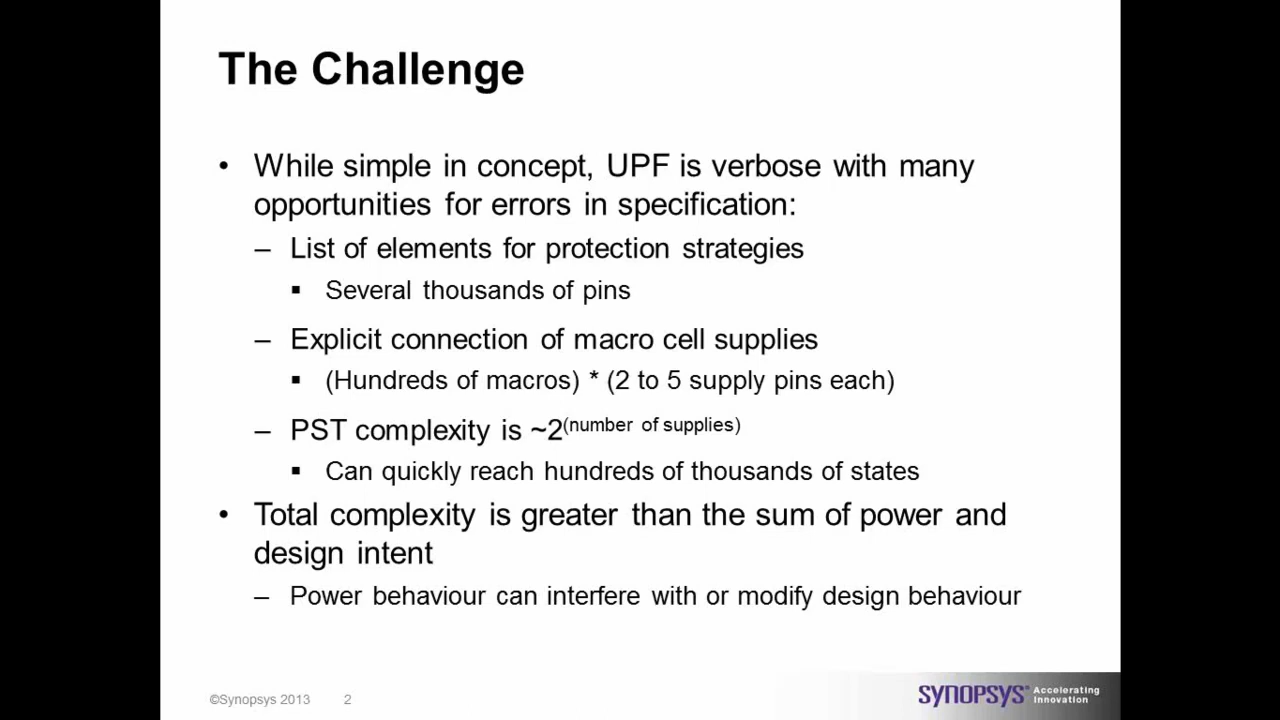 The Challenge
• While simple in concept, UPF is verbose with many
opportunities for errors in specification:
– List of elements for protection strategies
▪ Several thousands of pins
– Explicit connection of macro cell supplies
▪ (Hundreds of macros) * (2 to 5 supply pins each)
– PST complexity is ~2(number of supplies)
▪ Can quickly reach hundreds of thousands of states
• Total complexity is greater than the sum of power and
design intent
– Power behaviour can interfere with or modify design behaviour
©Synopsys 2013 2
SYNOPSYS® Accelerating
Innovation